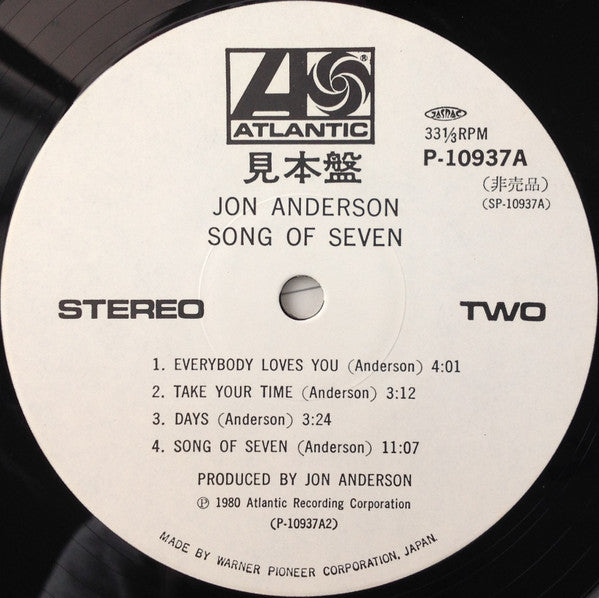 ATLANTIC
®
JASRAC
33⅓RPM
P-10937A
(非売品)
(SP-10937A)
見本盤
JON ANDERSON
SONG OF SEVEN
STEREO
TWO
1. EVERYBODY LOVES YOU (Anderson) 4:01
2. TAKE YOUR TIME (Anderson) 3:12
3. DAYS (Anderson) 3:24
4. SONG OF SEVEN (Anderson) 11:07
PRODUCED BY JON ANDERSON
℗ 1980 Atlantic Recording Corporation
(P-10937A2)
MADE BY WARNER PIONEER CORPORATION, JAPAN.